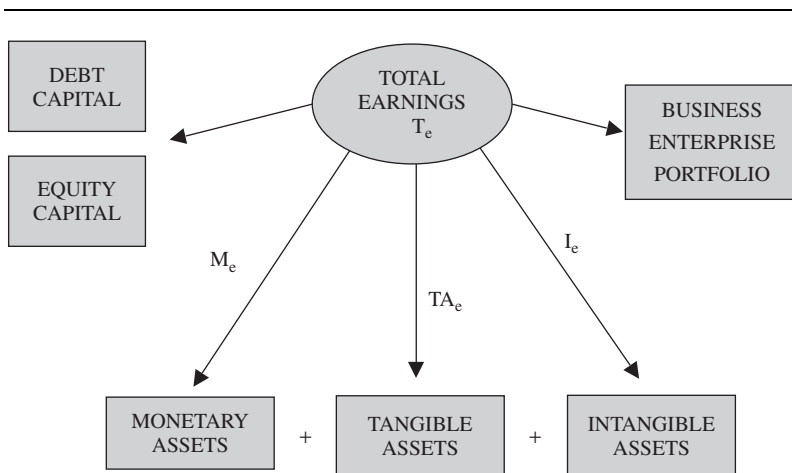 DEBT
CAPITAL
TOTAL
EARNINGS
Te
BUSINESS
ENTERPRISE
PORTFOLIO
EQUITY
CAPITAL
Me
TAe
Ie
MONETARY
ASSETS
+
TANGIBLE
ASSETS
+
INTANGIBLE
ASSETS